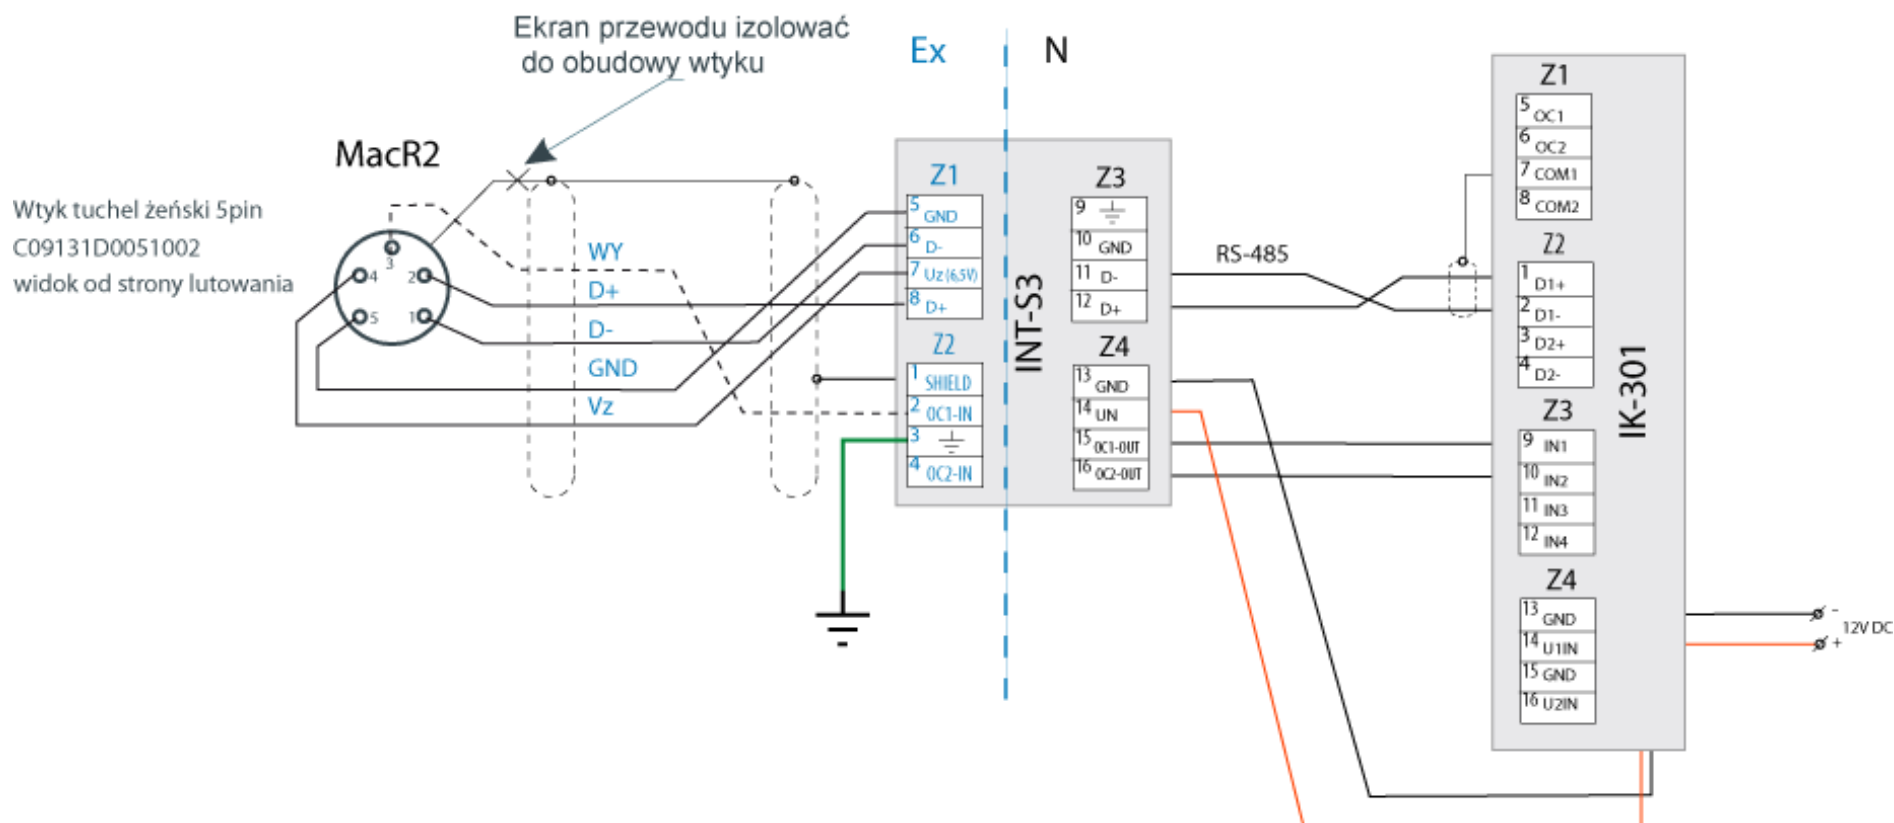 Ekran przewodu izolować
do obudowy wtyku
Ex
N
MacR2
Wtyk tuchel żeński 5pin
C09131D0051002
widok od strony lutowania
3
4
2
5
1
WY
D+
D-
GND
Vz
Z1
5 GND
6 D-
7 Uz (6,5V)
8 D+
Z2
1 SHIELD
2 OC1-IN
3
4 OC2-IN
INT-S3
Z3
9
10 GND
11 D-
12 D+
Z4
13 GND
14 UN
15 OC1-OUT
16 OC2-OUT
RS-485
Z1
5 OC1
6 OC2
7 COM1
8 COM2
Z2
1 D1+
2 D1-
3 D2+
4 D2-
Z3
9 IN1
10 IN2
11 IN3
12 IN4
Z4
13 GND
14 U1IN
15 GND
16 U2IN
IK-301
-
12V DC
+